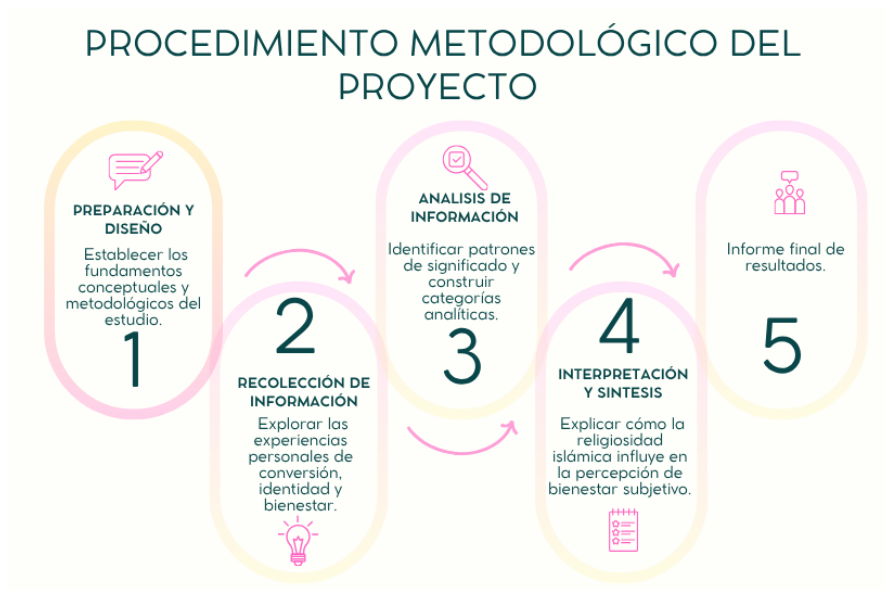 PROCEDIMIENTO METODOLÓGICO DEL
PROYECTO
PREPARACIÓN Y
DISEÑO
Establecer los
fundamentos
conceptuales y
metodológicos del
estudio.
1
2
RECOLECCIÓN DE
INFORMACIÓN
Explorar las
experiencias
personales de
conversión,
identidad y
bienestar.
ANALISIS DE
INFORMACIÓN
Identificar patrones
de significado y
construir
categorías
analíticas.
3
4
INTERPRETACIÓN
Y SINTESIS
Explicar cómo la
religiosidad
islámica influye en
la percepción de
bienestar subjetivo.
Informe final de
resultados.
5